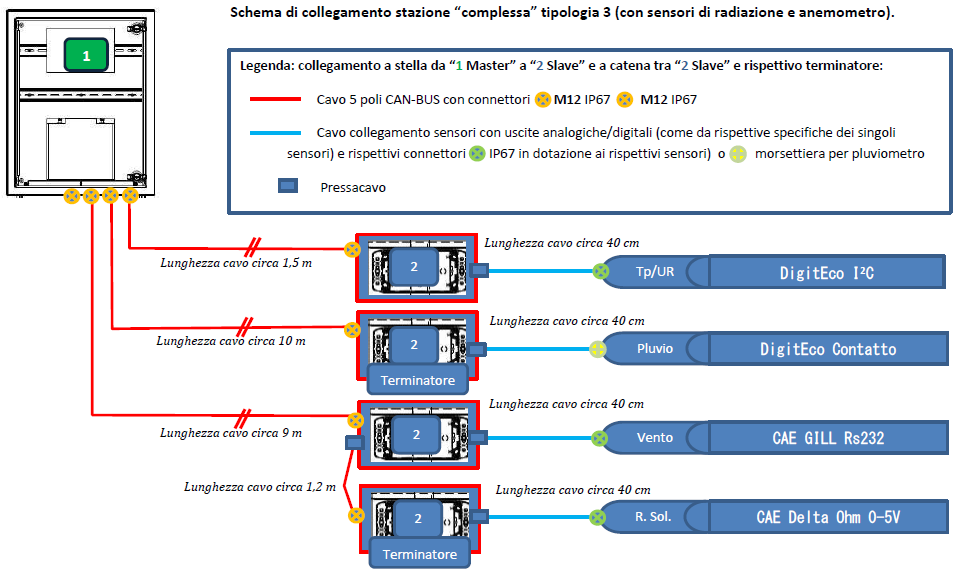 Schema di collegamento stazione “complessa” tipologia 3 (con sensori di radiazione e anemometro).
1
Legenda: collegamento a stella da “1 Master” a “2 Slave” e a catena tra “2 Slave” e rispettivo terminatore:
Cavo 5 poli CAN-BUS con connettori M12 IP67 M12 IP67
Cavo collegamento sensori con uscite analogiche/digitali (come da rispettive specifiche dei singoli
sensori) e rispettivi connettori IP67 in dotazione ai rispettivi sensori) o morsettiera per pluviometro
Pressacavo
Lunghezza cavo circa 1,5 m
2
Lunghezza cavo circa 40 cm
Tp/UR
DigitEco I²C
Lunghezza cavo circa 10 m
2
Terminatore
Lunghezza cavo circa 40 cm
Pluvio
DigitEco Contatto
Lunghezza cavo circa 9 m
2
Lunghezza cavo circa 40 cm
Vento
CAE GILL Rs232
Lunghezza cavo circa 1,2 m
2
Terminatore
Lunghezza cavo circa 40 cm
R. Sol.
CAE Delta Ohm 0-5V